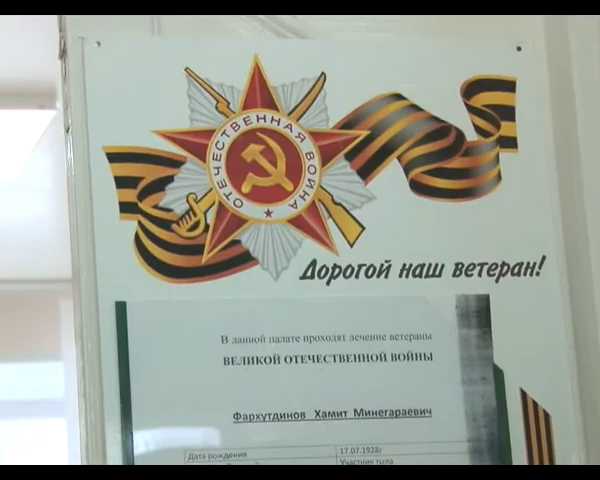 ОТЕЧЕСТВЕННАЯ ВОЙНА
Дорогой наш ветеран!
В данной палате проходят лечение ветераны
ВЕЛИКОЙ ОТЕЧЕСТВЕННОЙ ВОЙНЫ
Фархутдинов Хамит Минегараевич
Дата рождения 17.07.1928г
Участник тыла